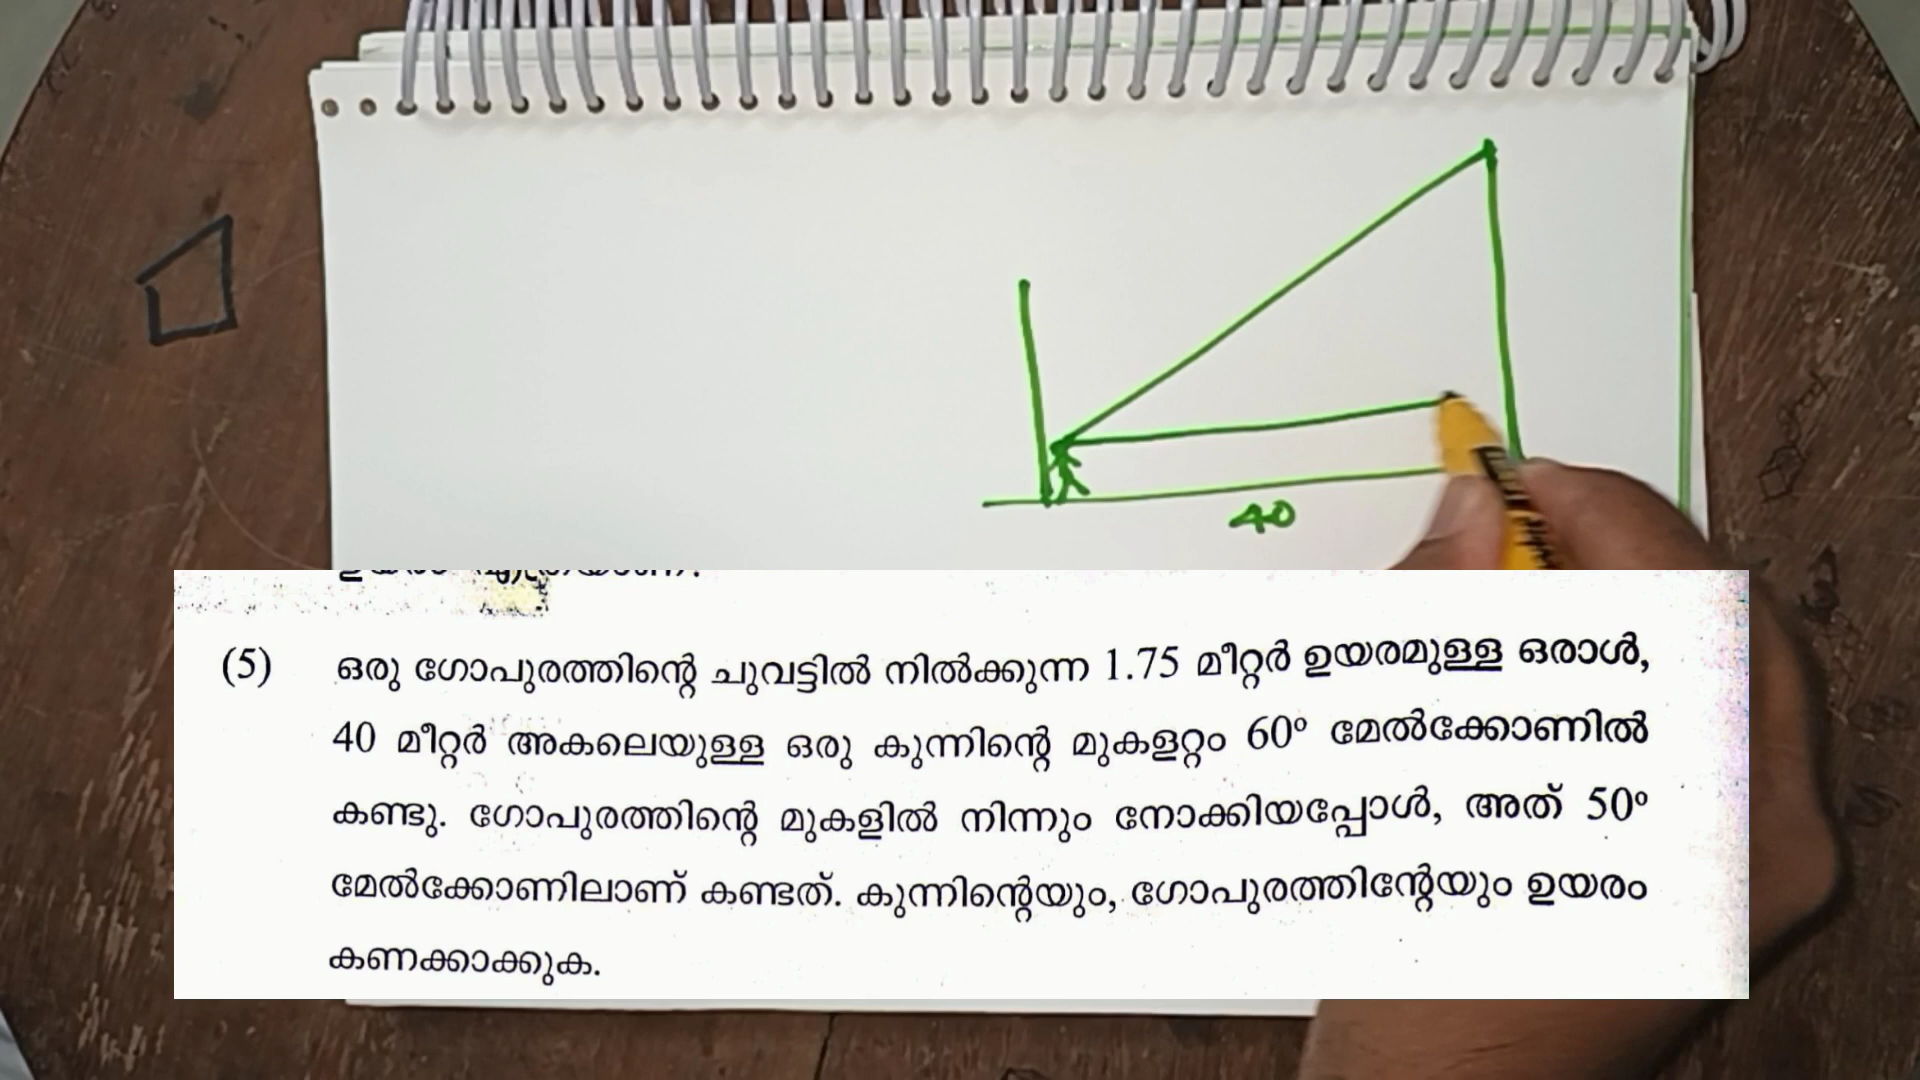 40
(5) ഒരു ഗോപുരത്തിന്റെ ചുവട്ടിൽ നിൽക്കുന്ന 1.75 മീറ്റർ ഉയരമുള്ള ഒരാൾ,
40 മീറ്റർ അകലെയുള്ള ഒരു കുന്നിന്റെ മുകളറ്റം 60° മേൽക്കോണിൽ
കണ്ടു. ഗോപുരത്തിന്റെ മുകളിൽ നിന്നും നോക്കിയപ്പോൾ, അത് 50°
മേൽക്കോണിലാണ് കണ്ടത്. കുന്നിന്റെയും, ഗോപുരത്തിന്റേയും ഉയരം
കണക്കാക്കുക.